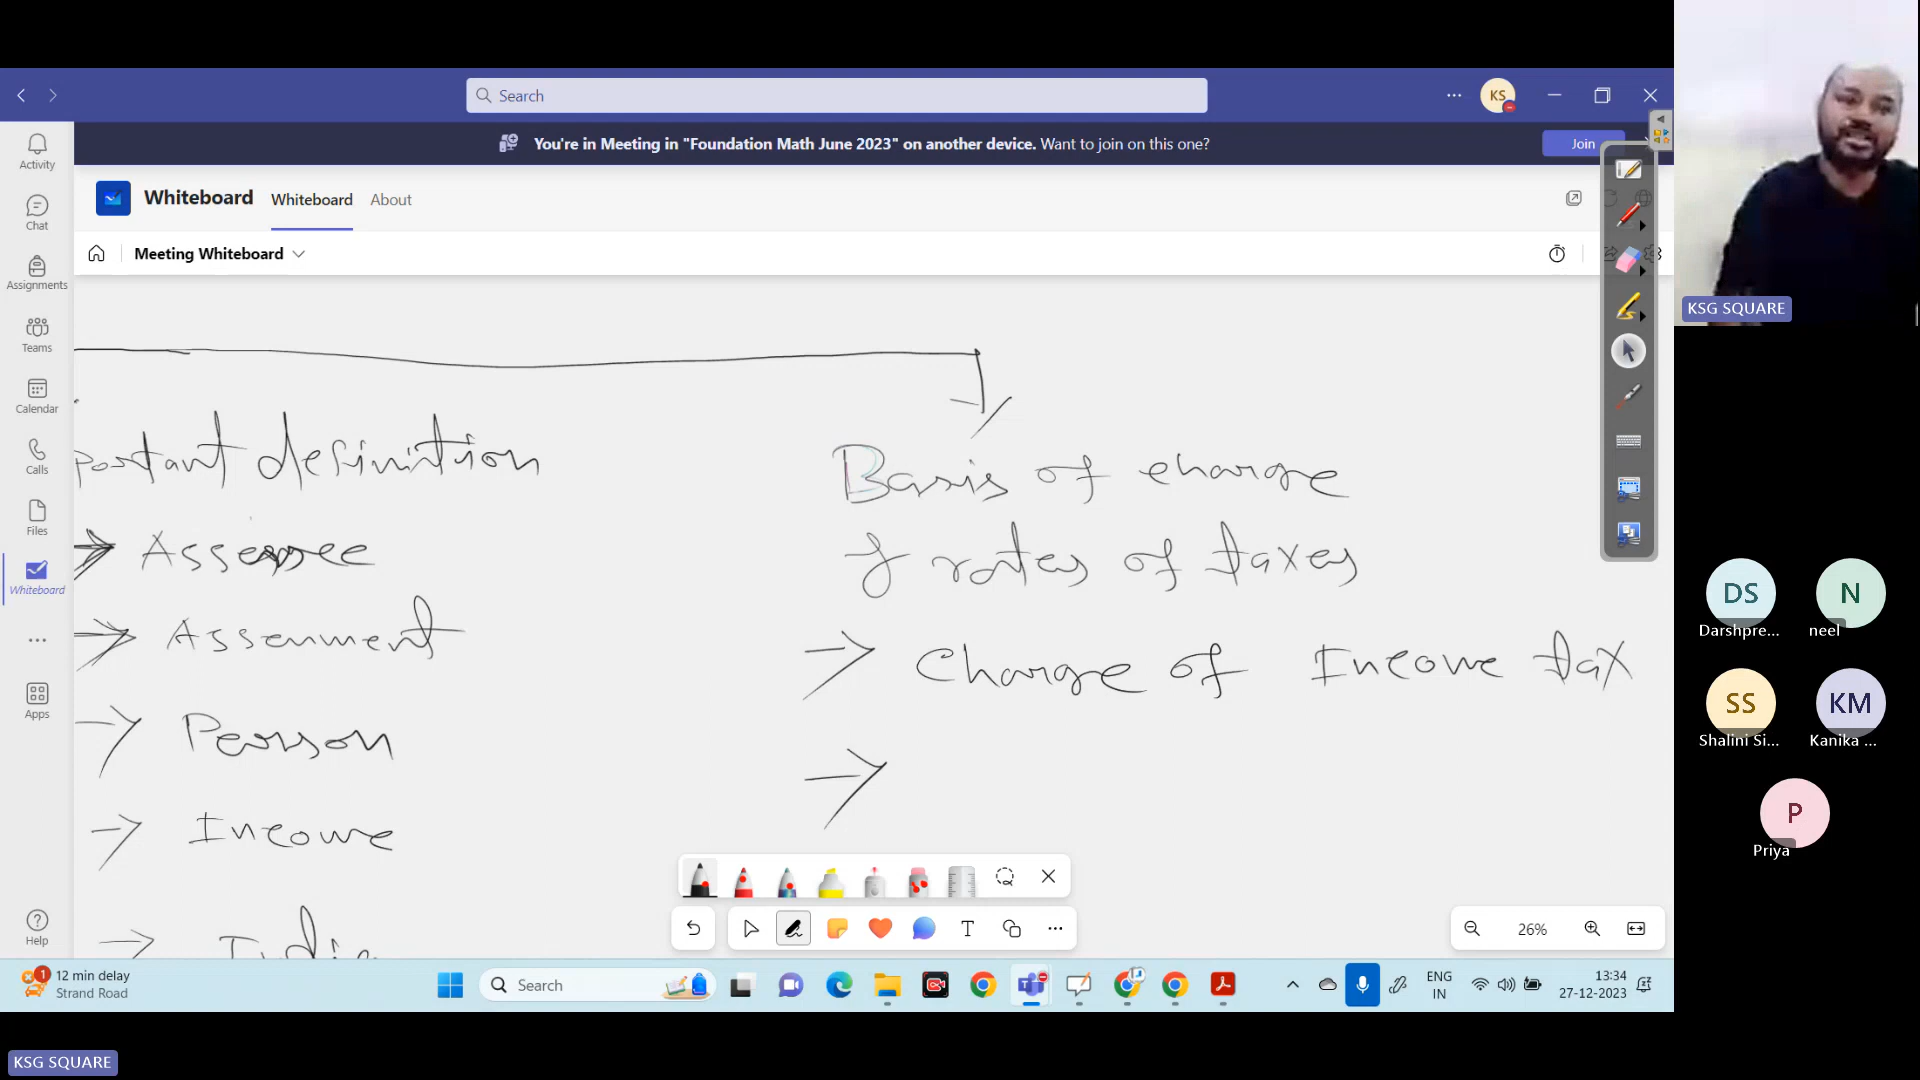 Search
KS
You're in Meeting in "Foundation Math June 2023" on another device. Want to join on this one?
Join
Activity
Chat
Assignments
Teams
Calendar
Calls
Files
Whiteboard
Apps
Help
Whiteboard
Whiteboard
About
Meeting Whiteboard
portant definition
Assessee
Assessment
Person
Income
India
Basis of charge
& rates of taxes
Charge of Income tax
26%
12 min delay
Strand Road
Search
ENG
IN
13:34
27-12-2023
KSG SQUARE
DS
Darshpre...
N
neel
SS
Shalini Si...
KM
Kanika ...
P
Priya
KSG SQUARE